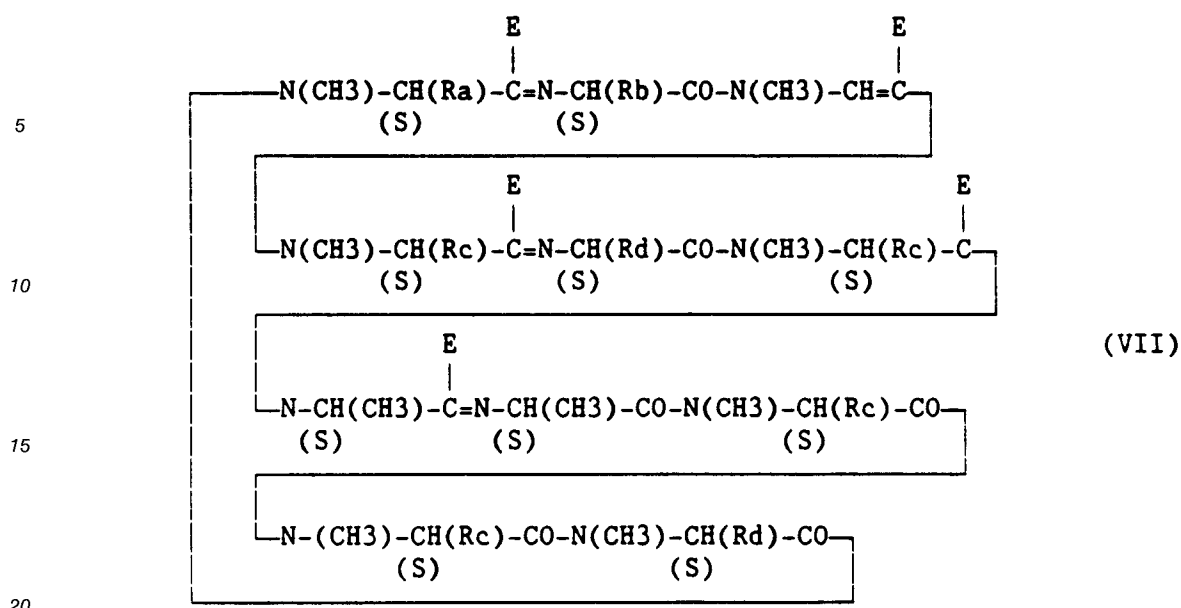 E E
N(CH3)-CH(Ra)-C=N-CH(Rb)-CO-N(CH3)-CH=C
5 (S) (S)
E E
N(CH3)-CH(Rc)-C=N-CH(Rd)-CO-N(CH3)-CH(Rc)-C
10 (S) (S) (S)
E (VII)
N-CH(CH3)-C=N-CH(CH3)-CO-N(CH3)-CH(Rc)-CO
15 (S) (S) (S)
N-(CH3)-CH(Rc)-CO-N(CH3)-CH(Rd)-CO
(S) (S)
20